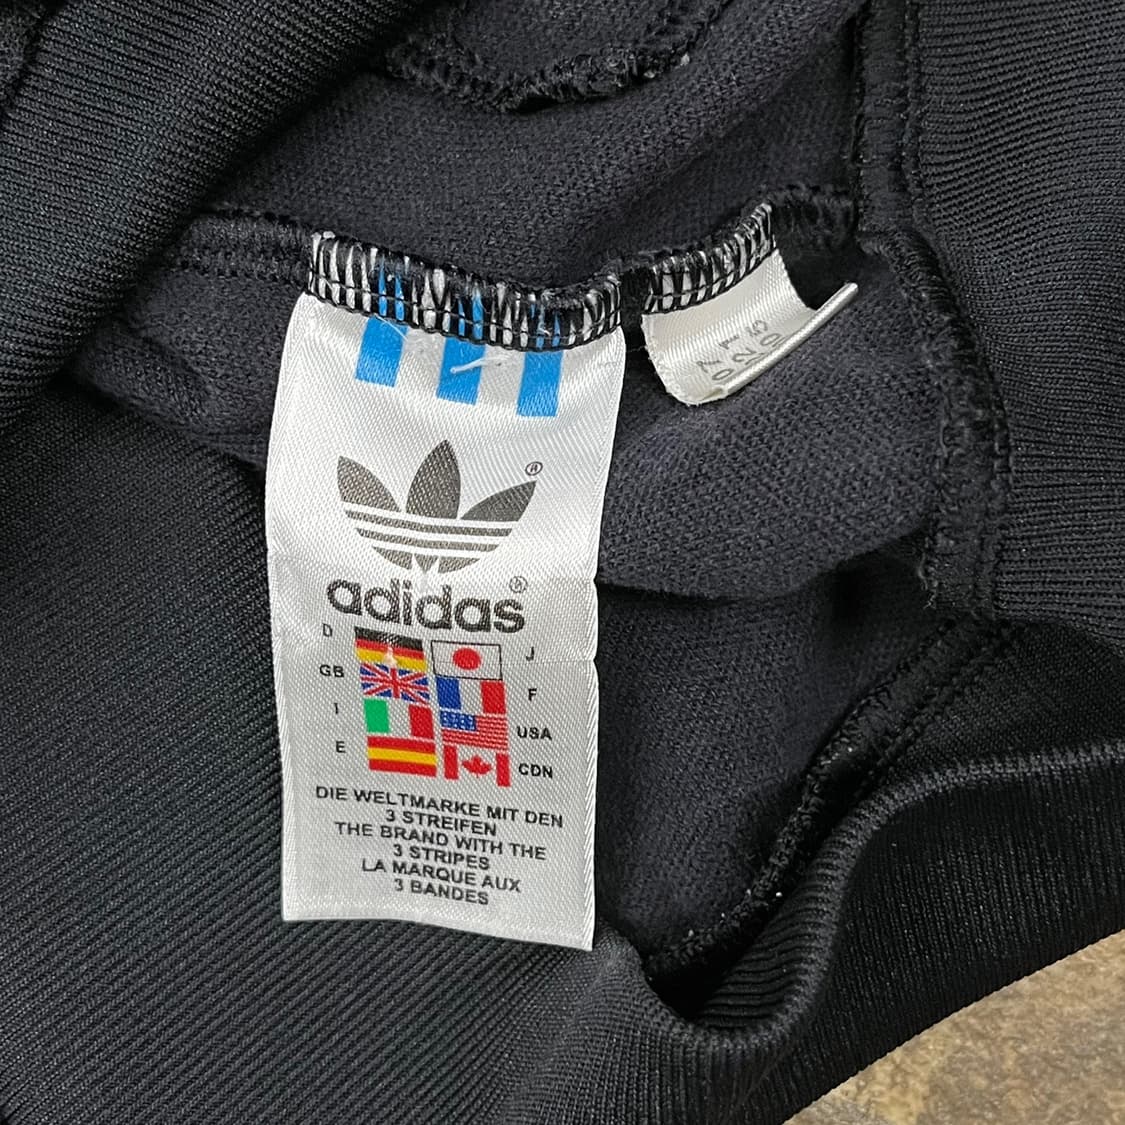 ®
adidas®
D J
GB F
I USA
E CDN
DIE WELTMARKE MIT DEN
3 STREIFEN
THE BRAND WITH THE
3 STRIPES
LA MARQUE AUX
3 BANDES